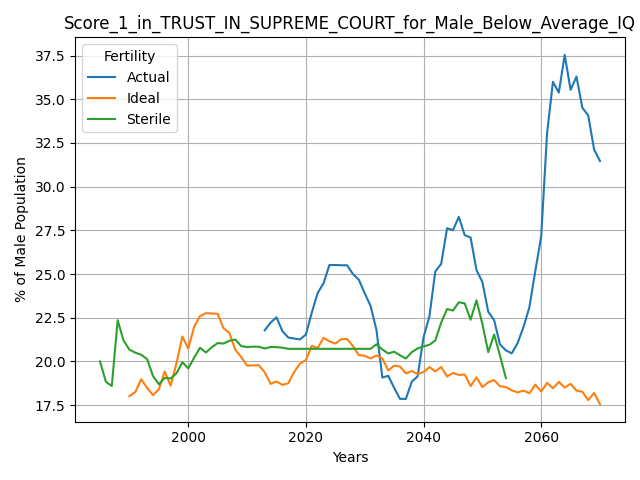 Score_1_in_TRUST_IN_SUPREME_COURT_for_Male_Below_Average_IQ
Fertility
Actual
Ideal
Sterile
37.5
35.0
32.5
30.0
27.5
25.0
22.5
20.0
17.5
% of Male Population
2000
2020
2040
2060
Years